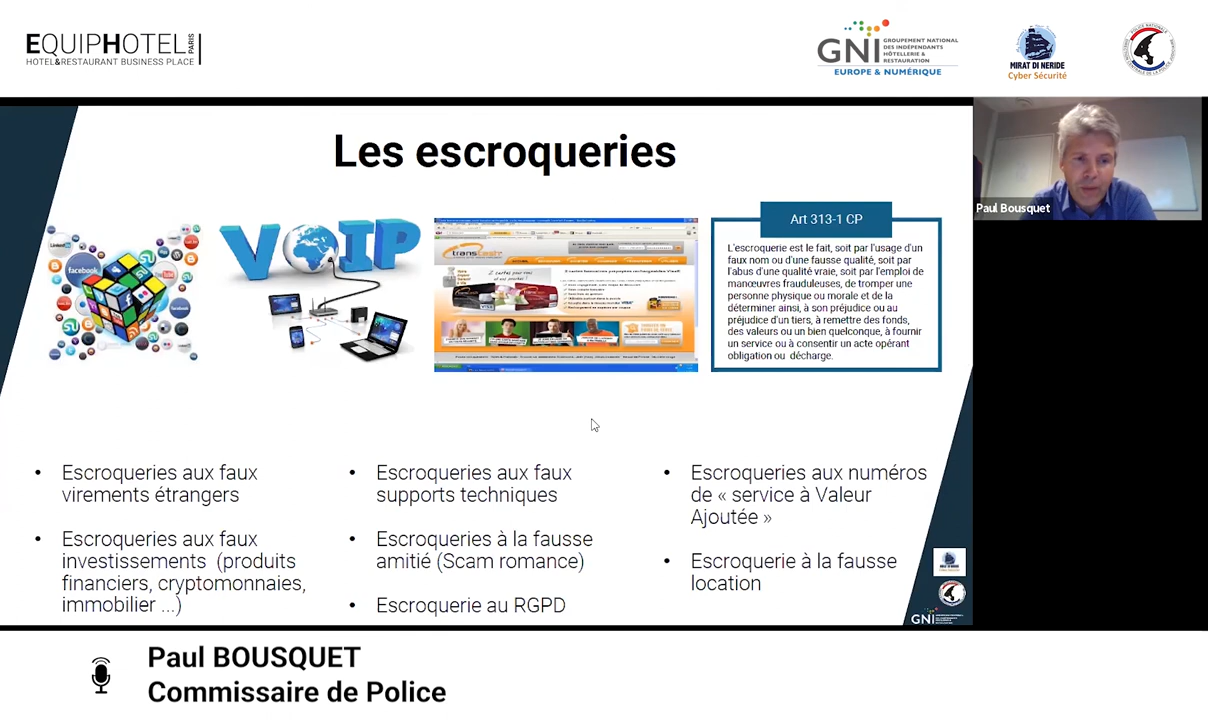 EQUIPHOTEL PARIS
HOTEL&RESTAURANT BUSINESS PLACE
GNI
GROUPEMENT NATIONAL
DES INDÉPENDANTS
HÔTELLERIE &
RESTAURATION
EUROPE & NUMÉRIQUE
MIRAT DI NERIDE
Cyber Sécurité
POLICE NATIONALE
Les escroqueries
Paul Bousquet
LinkedIn
facebook
You Tube
VOIP
transcash
Art 313-1 CP
L'escroquerie est le fait, soit par l'usage d'un
faux nom ou d'une fausse qualité, soit par
l'abus d'une qualité vraie, soit par l'emploi de
manœuvres frauduleuses, de tromper une
personne physique ou morale et de la
déterminer ainsi, à son préjudice ou au
préjudice d'un tiers, à remettre des fonds,
des valeurs ou un bien quelconque, à fournir
un service ou à consentir un acte opérant
obligation ou décharge.
• Escroqueries aux faux
virements étrangers
• Escroqueries aux faux
investissements (produits
financiers, cryptomonnaies,
immobilier ...)
• Escroqueries aux faux
supports techniques
• Escroqueries à la fausse
amitié (Scam romance)
• Escroquerie au RGPD
• Escroqueries aux numéros
de « service à Valeur
Ajoutée »
• Escroquerie à la fausse
location
GNI
Paul BOUSQUET
Commissaire de Police